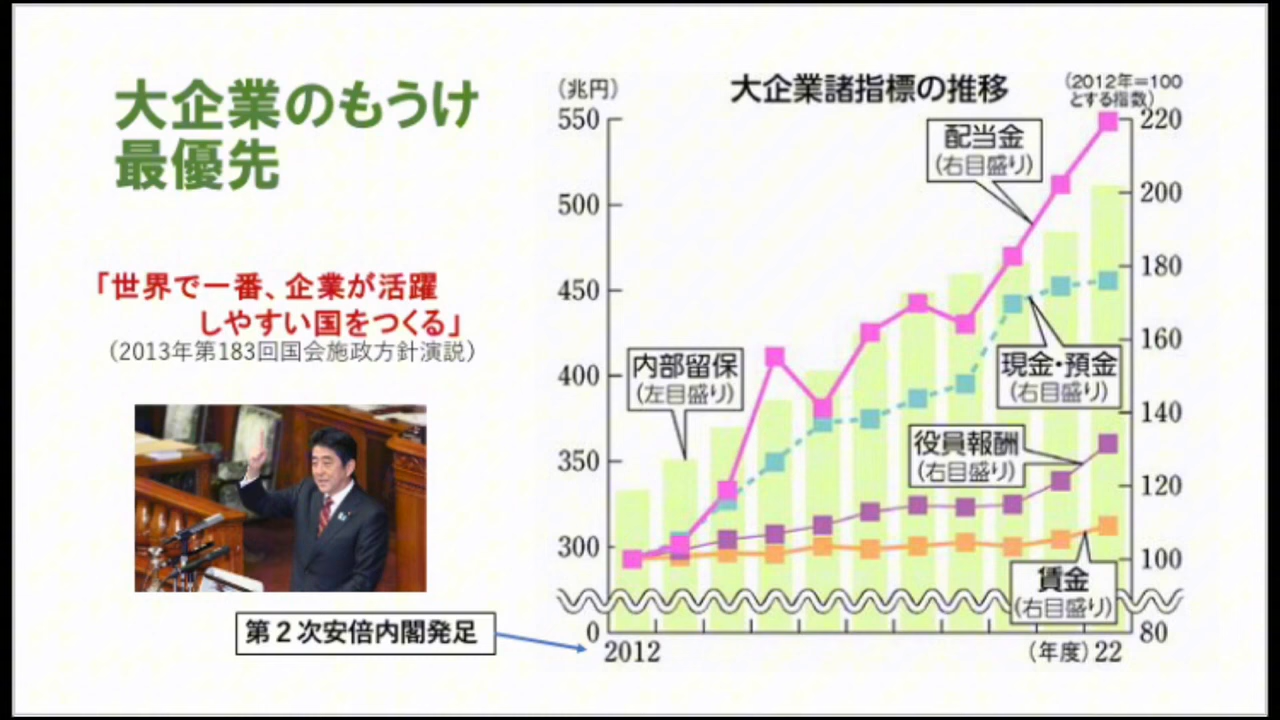 大企業のもうけ
最優先
「世界で一番、企業が活躍
しやすい国をつくる」
（2013年第183回国会施政方針演説）
第２次安倍内閣発足
大企業諸指標の推移
（兆円）
（2012年＝100
とする指数）
550
500
450
400
350
300
0
220
200
180
160
140
120
100
80
配当金
（右目盛り）
内部留保
（左目盛り）
現金・預金
（右目盛り）
役員報酬
（右目盛り）
賃金
（右目盛り）
2012
（年度）22